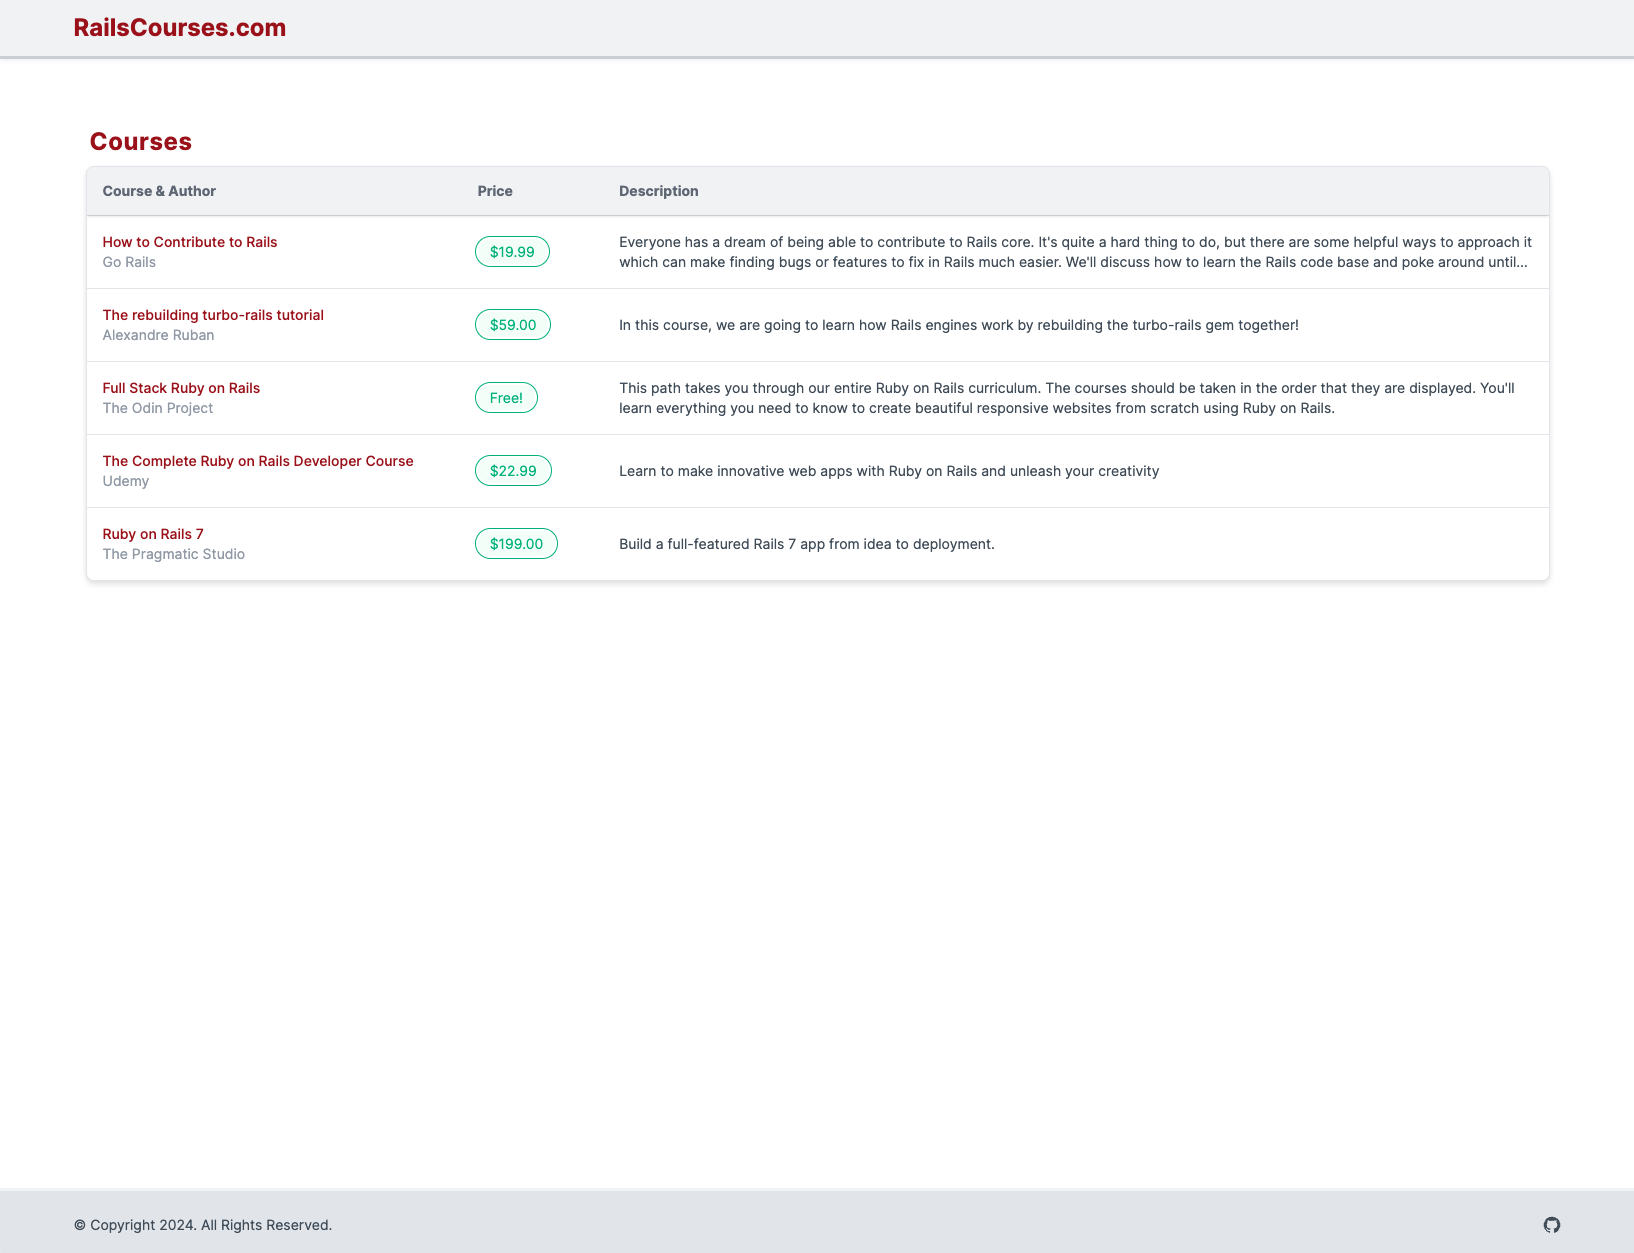 RailsCourses.com
Courses
Course & Author Price Description
How to Contribute to Rails
Go Rails
$19.99
Everyone has a dream of being able to contribute to Rails core. It's quite a hard thing to do, but there are some helpful ways to approach it
which can make finding bugs or features to fix in Rails much easier. We'll discuss how to learn the Rails code base and poke around until...
The rebuilding turbo-rails tutorial
Alexandre Ruban
$59.00
In this course, we are going to learn how Rails engines work by rebuilding the turbo-rails gem together!
Full Stack Ruby on Rails
The Odin Project
Free!
This path takes you through our entire Ruby on Rails curriculum. The courses should be taken in the order that they are displayed. You'll
learn everything you need to know to create beautiful responsive websites from scratch using Ruby on Rails.
The Complete Ruby on Rails Developer Course
Udemy
$22.99
Learn to make innovative web apps with Ruby on Rails and unleash your creativity
Ruby on Rails 7
The Pragmatic Studio
$199.00
Build a full-featured Rails 7 app from idea to deployment.
© Copyright 2024. All Rights Reserved.